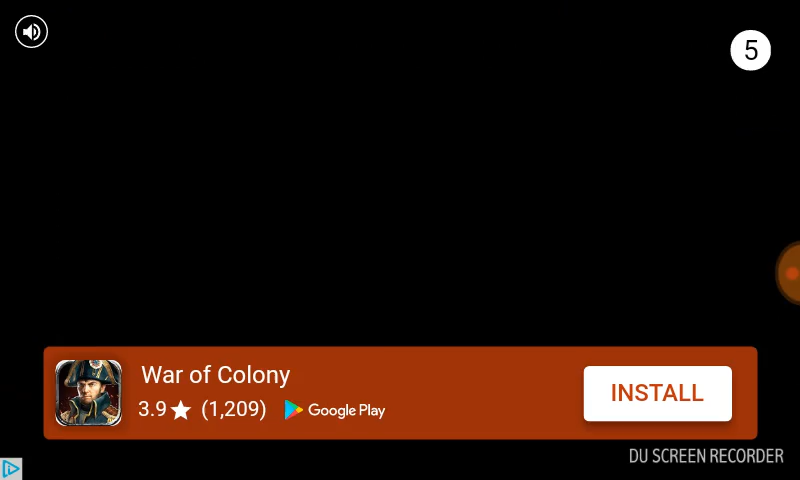 5
War of Colony
3.9★ (1,209) Google Play
INSTALL
DU SCREEN RECORDER